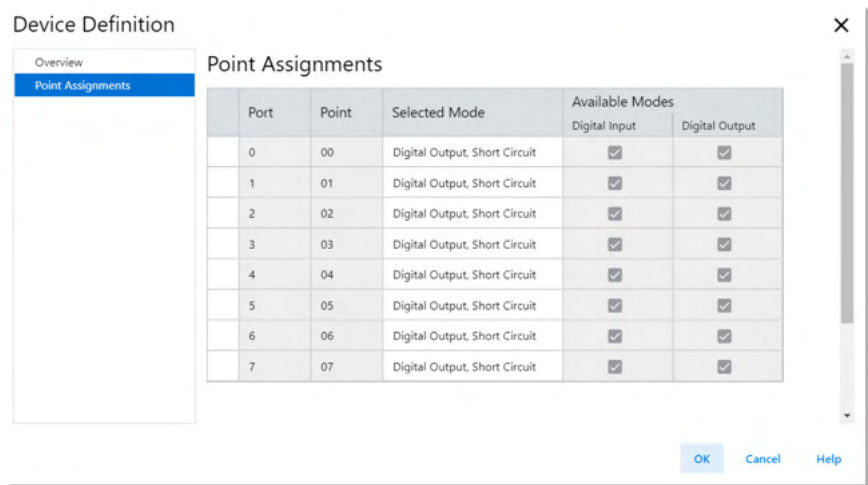 Device Definition
Overview
Point Assignments
Point Assignments
Port Point Selected Mode Available Modes
Digital Input Digital Output
0 00 Digital Output, Short Circuit
1 01 Digital Output, Short Circuit
2 02 Digital Output, Short Circuit
3 03 Digital Output, Short Circuit
4 04 Digital Output, Short Circuit
5 05 Digital Output, Short Circuit
6 06 Digital Output, Short Circuit
7 07 Digital Output, Short Circuit
OK Cancel Help